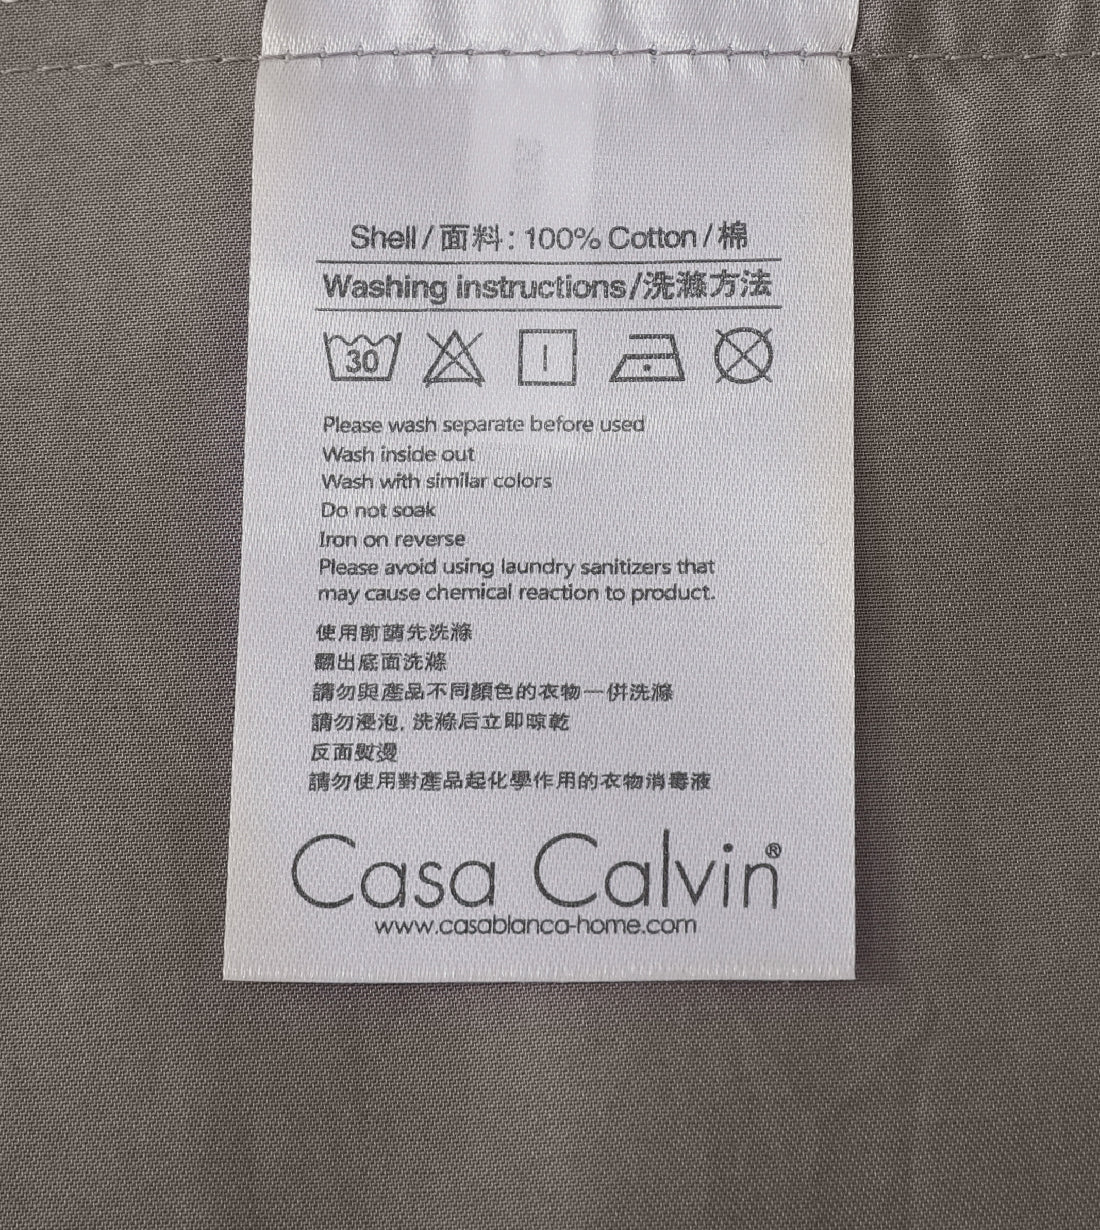 Shell / 面料 : 100% Cotton / 棉
Washing instructions/洗滌方法
30
Please wash separate before used
Wash inside out
Wash with similar colors
Do not soak
Iron on reverse
Please avoid using laundry sanitizers that
may cause chemical reaction to product.
使用前請先洗滌
翻出底面洗滌
請勿與產品不同顏色的衣物一併洗滌
請勿浸泡, 洗滌后立即晾乾
反面熨燙
請勿使用對產品起化學作用的衣物消毒液
Casa Calvin®
www.casablanca-home.com